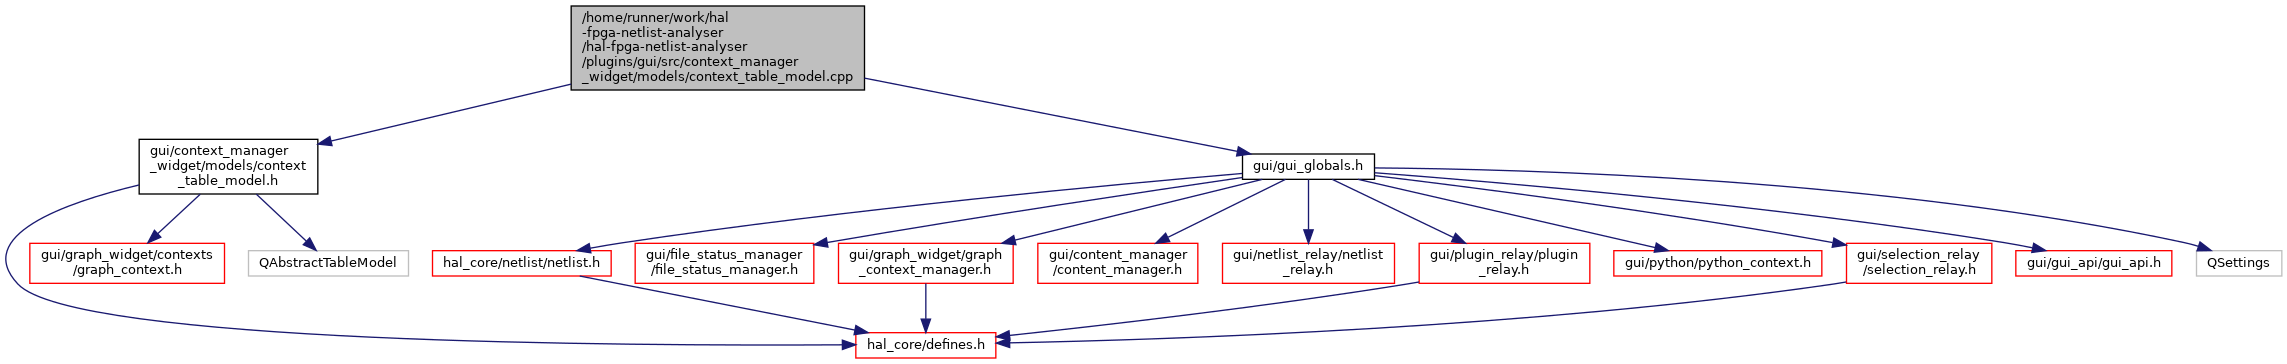 /home/runner/work/hal
-fpga-netlist-analyser
/hal-fpga-netlist-analyser
/plugins/gui/src/context_manager
_widget/models/context_table_model.cpp
gui/context_manager
_widget/models/context
_table_model.h
gui/gui_globals.h
gui/graph_widget/contexts
/graph_context.h
QAbstractTableModel
hal_core/netlist/netlist.h
gui/file_status_manager
/file_status_manager.h
gui/graph_widget/graph
_context_manager.h
gui/content_manager
/content_manager.h
gui/netlist_relay/netlist
_relay.h
gui/plugin_relay/plugin
_relay.h
gui/python/python_context.h
gui/selection_relay
/selection_relay.h
gui/gui_api/gui_api.h
QSettings
hal_core/defines.h